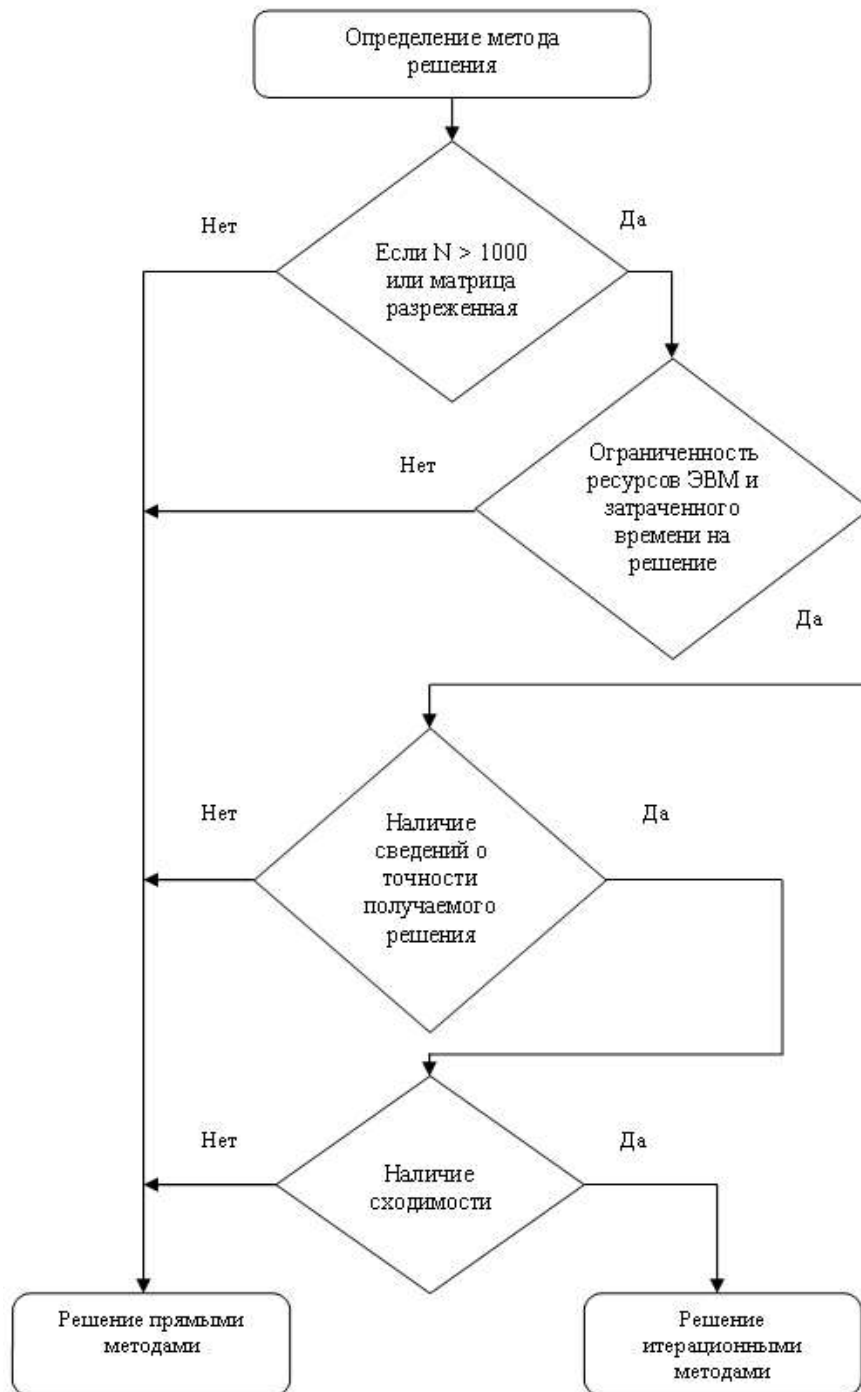 Определение метода
решения
Нет
Да
Если N > 1000
или матрица
разреженная
Нет
Ограниченность
ресурсов ЭВМ и
затраченного
времени на
решение
Да
Нет
Да
Наличие
сведений о
точности
получаемого
решения
Нет
Да
Наличие
сходимости
Решение прямыми
методами
Решение
итерационными
методами